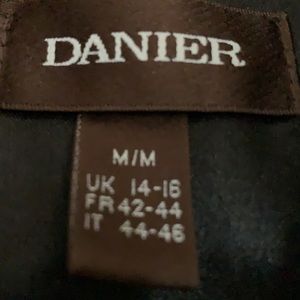 DANIER
M/M
UK 14-16
FR 42-44
IT 44-46